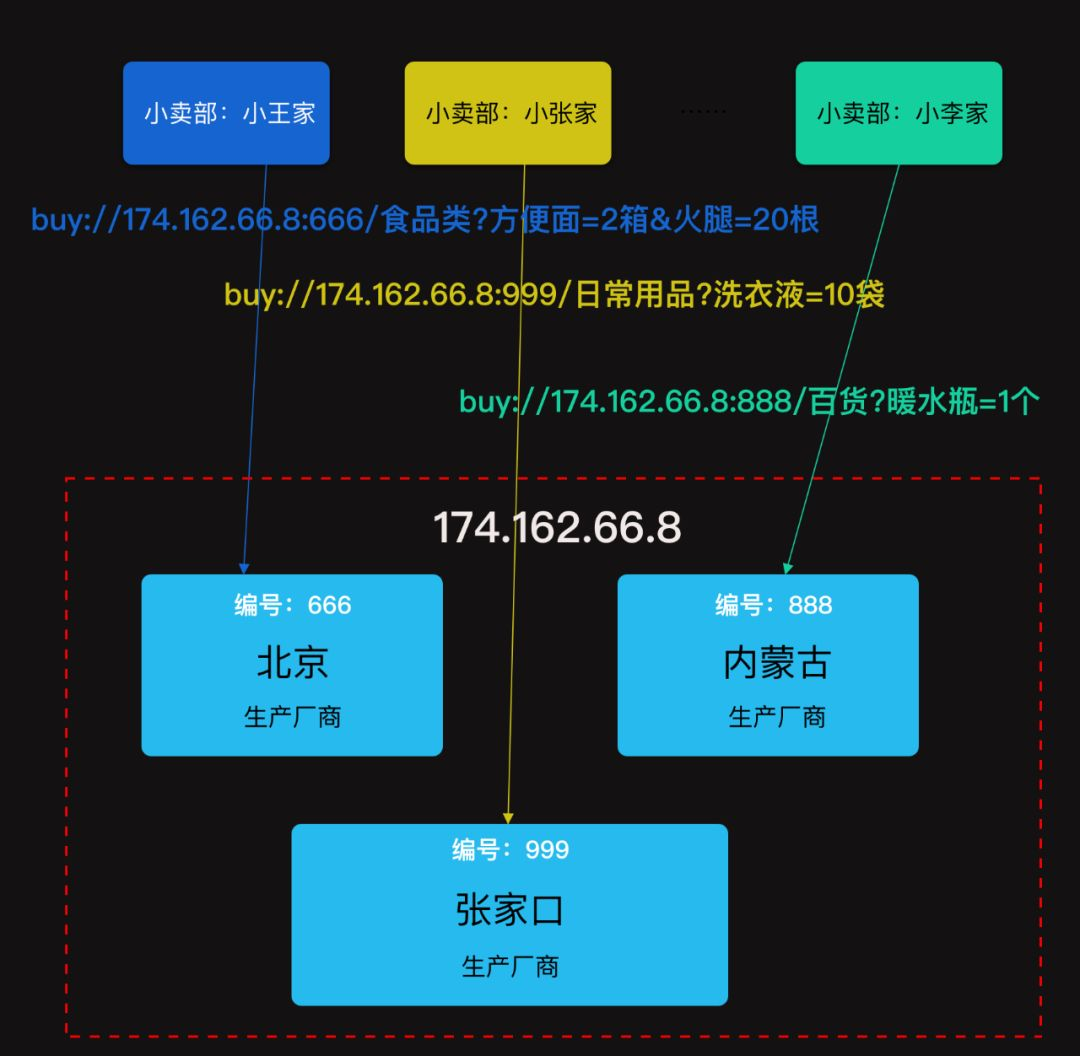 小卖部：小王家
小卖部：小张家
······
小卖部：小李家
buy://174.162.66.8:666/食品类?方便面=2箱&火腿=20根
buy://174.162.66.8:999/日常用品?洗衣液=10袋
buy://174.162.66.8:888/百货?暖水瓶=1个
174.162.66.8
编号：666
北京
生产厂商
编号：888
内蒙古
生产厂商
编号：999
张家口
生产厂商